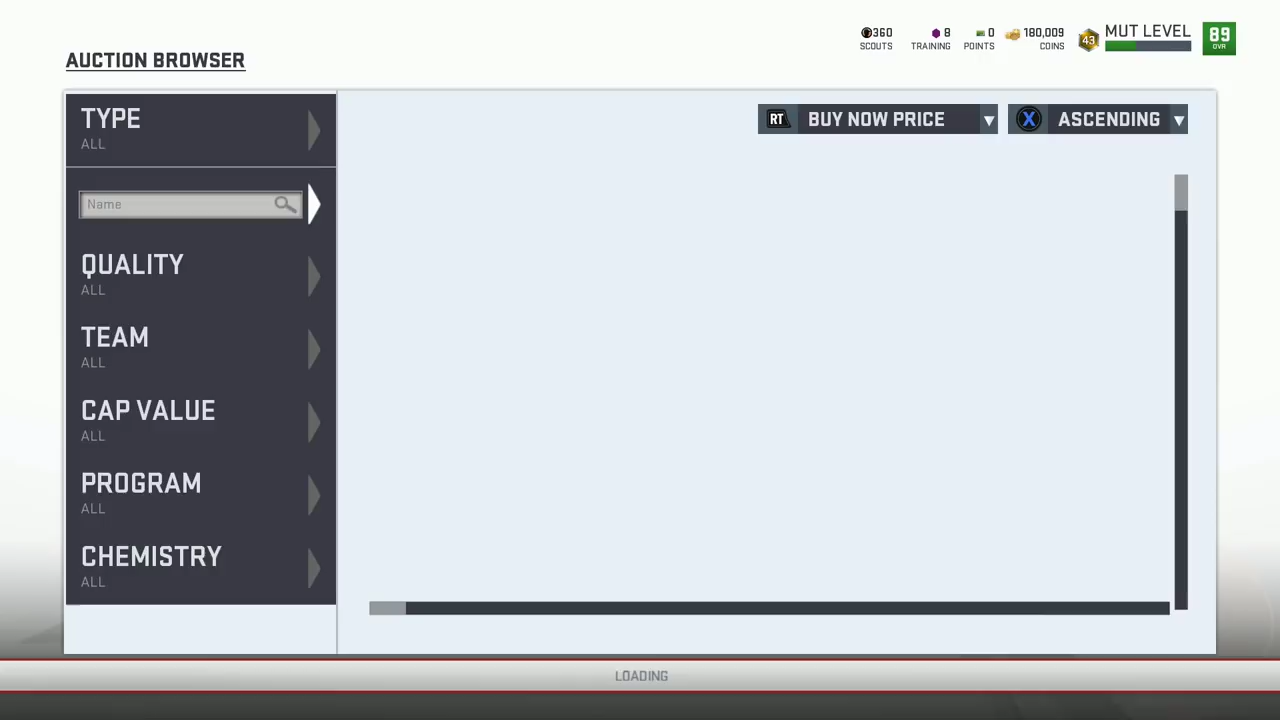 AUCTION BROWSER
360 SCOUTS
8 TRAINING
0 POINTS
180,009 COINS
43
MUT LEVEL
89 OVR
TYPE
ALL
Name
QUALITY
ALL
TEAM
ALL
CAP VALUE
ALL
PROGRAM
ALL
CHEMISTRY
ALL
RT BUY NOW PRICE
X ASCENDING
LOADING